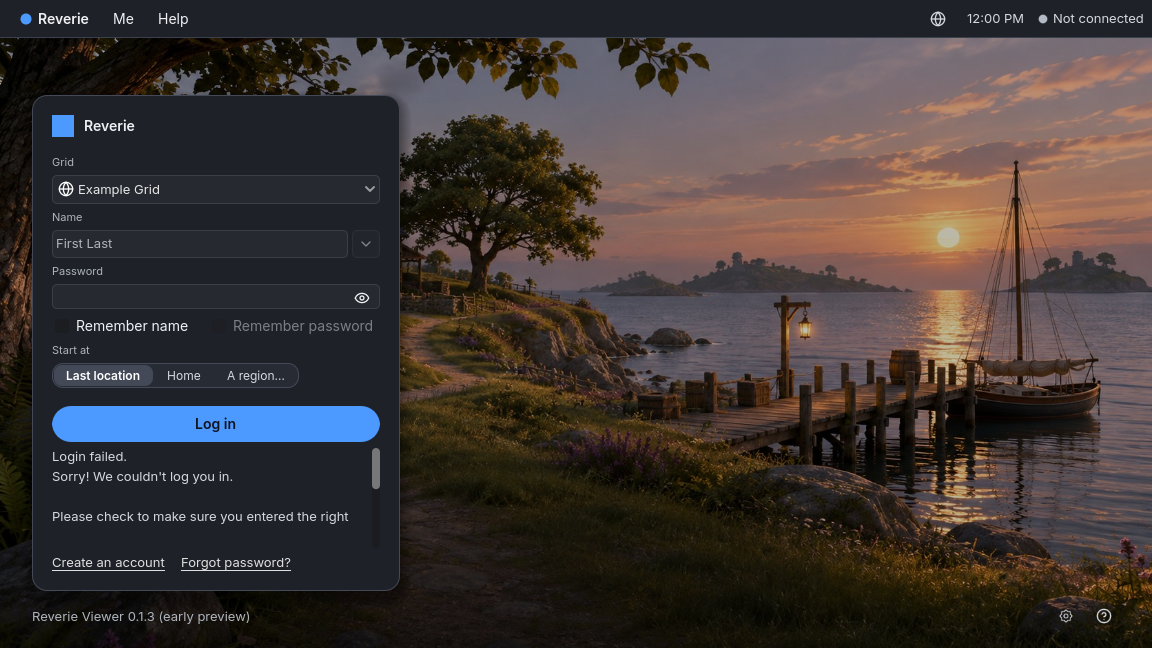 Reverie Me Help 12:00 PM Not connected
Reverie
Grid
Example Grid
Name
First Last
Password
Remember name Remember password
Start at
Last location Home A region...
Log in
Login failed.
Sorry! We couldn't log you in.
Please check to make sure you entered the right
Create an account Forgot password?
Reverie Viewer 0.1.3 (early preview)